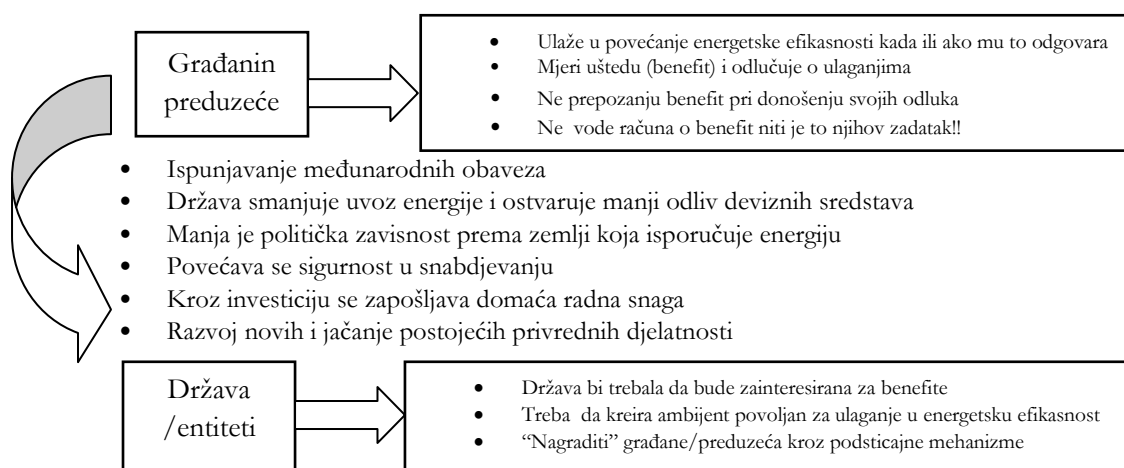 Građanin
preduzeće
• Ulaže u povećanje energetske efikasnosti kada ili ako mu to odgovara
• Mjeri uštedu (benefit) i odlučuje o ulaganjima
• Ne prepozanju benefit pri donošenju svojih odluka
• Ne vode računa o benefit niti je to njihov zadatak!!
• Ispunjavanje međunarodnih obaveza
• Država smanjuje uvoz energije i ostvaruje manji odliv deviznih sredstava
• Manja je politička zavisnost prema zemlji koja isporučuje energiju
• Povećava se sigurnost u snabdjevanju
• Kroz investiciju se zapošljava domaća radna snaga
• Razvoj novih i jačanje postojećih privrednih djelatnosti
Država
/entiteti
• Država bi trebala da bude zainteresirana za benefite
• Treba da kreira ambijent povoljan za ulaganje u energetsku efikasnost
• “Nagraditi” građane/preduzeća kroz podsticajne mehanizme